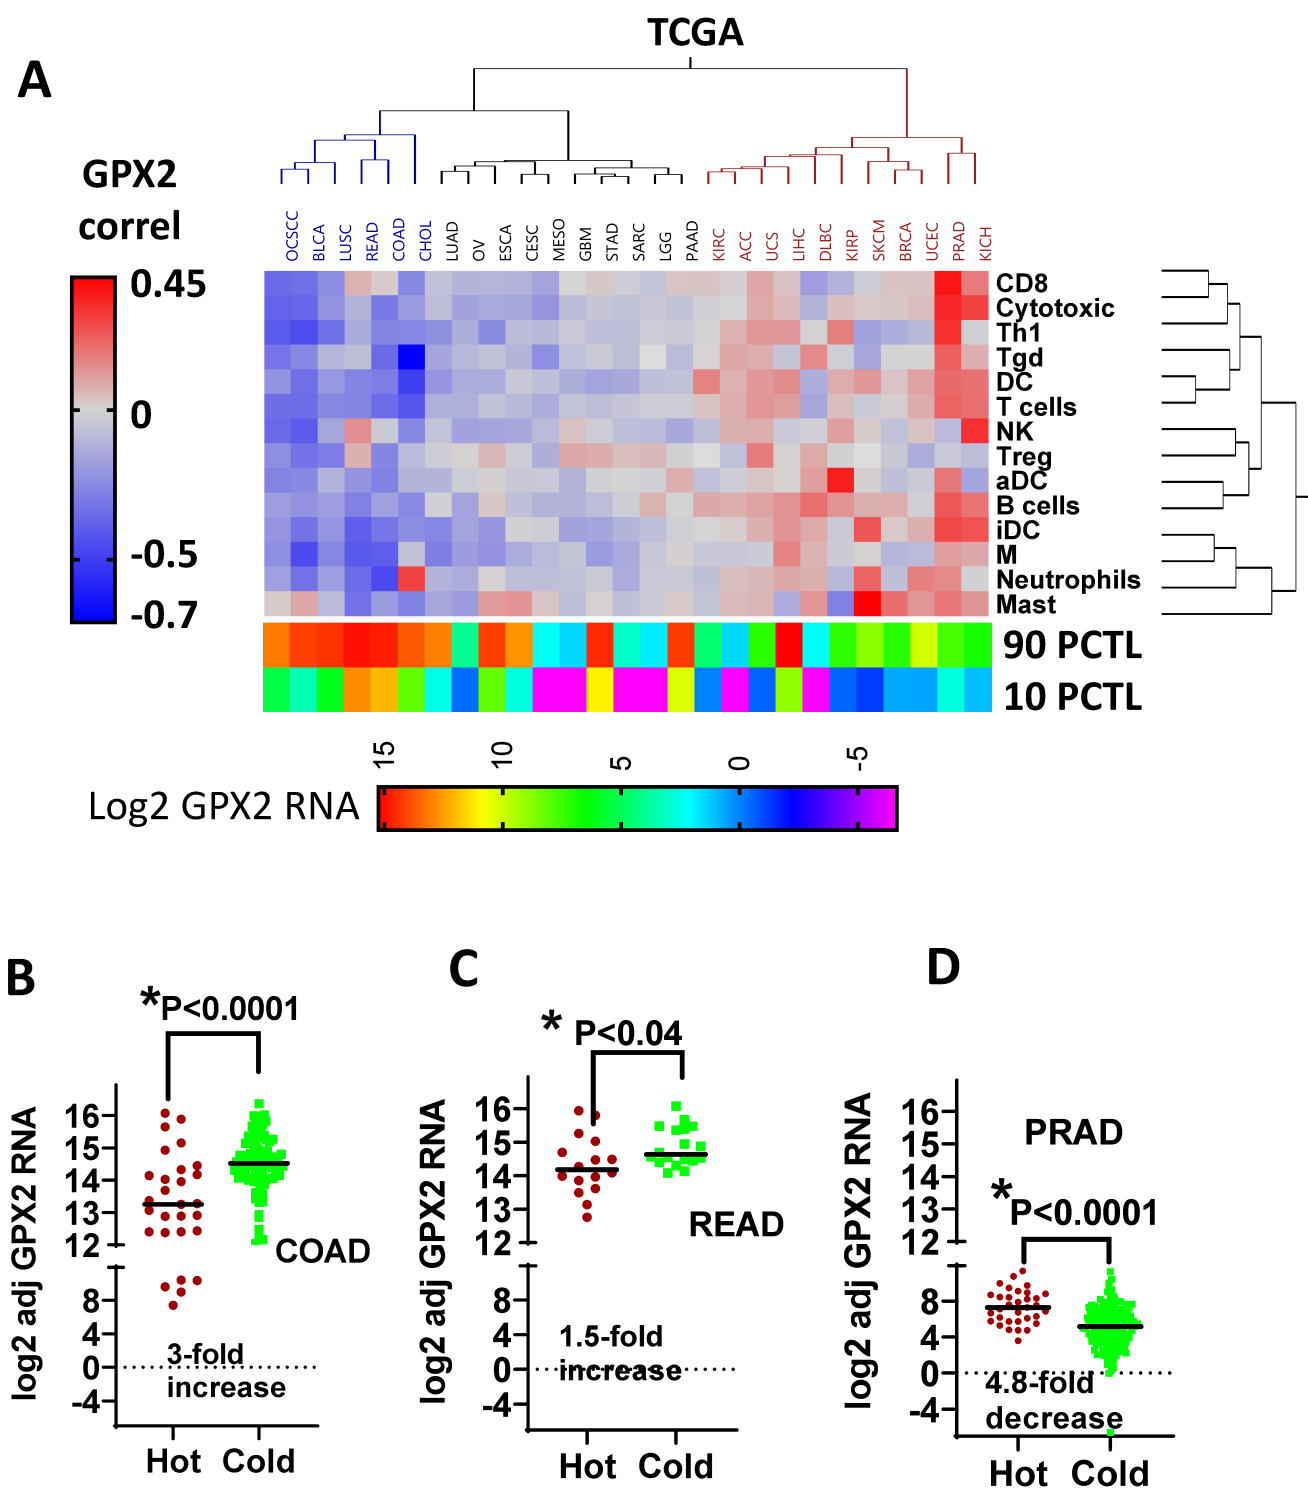 TCGA
A
GPX2
correl
0.45
0
-0.5
-0.7
OCSCC
BLCA
LUSC
READ
COAD
CHOL
LUAD
OV
ESCA
CESC
MESO
GBM
STAD
SARC
LGG
PAAD
KIRC
ACC
UCS
LIHC
DLBC
KIRP
SKCM
BRCA
UCEC
PRAD
KICH
CD8
Cytotoxic
Th1
Tgd
DC
T cells
NK
Treg
aDC
B cells
iDC
M
Neutrophils
Mast
90 PCTL
10 PCTL
15
10
5
0
-5
Log2 GPX2 RNA
B
*P<0.0001
log2 adj GPX2 RNA
16
15
14
13
12
8
4
0
-4
COAD
3-fold
increase
Hot Cold
C
* P<0.04
log2 adj GPX2 RNA
16
15
14
13
12
8
4
0
-4
READ
1.5-fold
increase
Hot Cold
D
PRAD
*P<0.0001
log2 adj GPX2 RNA
16
15
14
13
12
8
4
0
-4
4.8-fold
decrease
Hot Cold